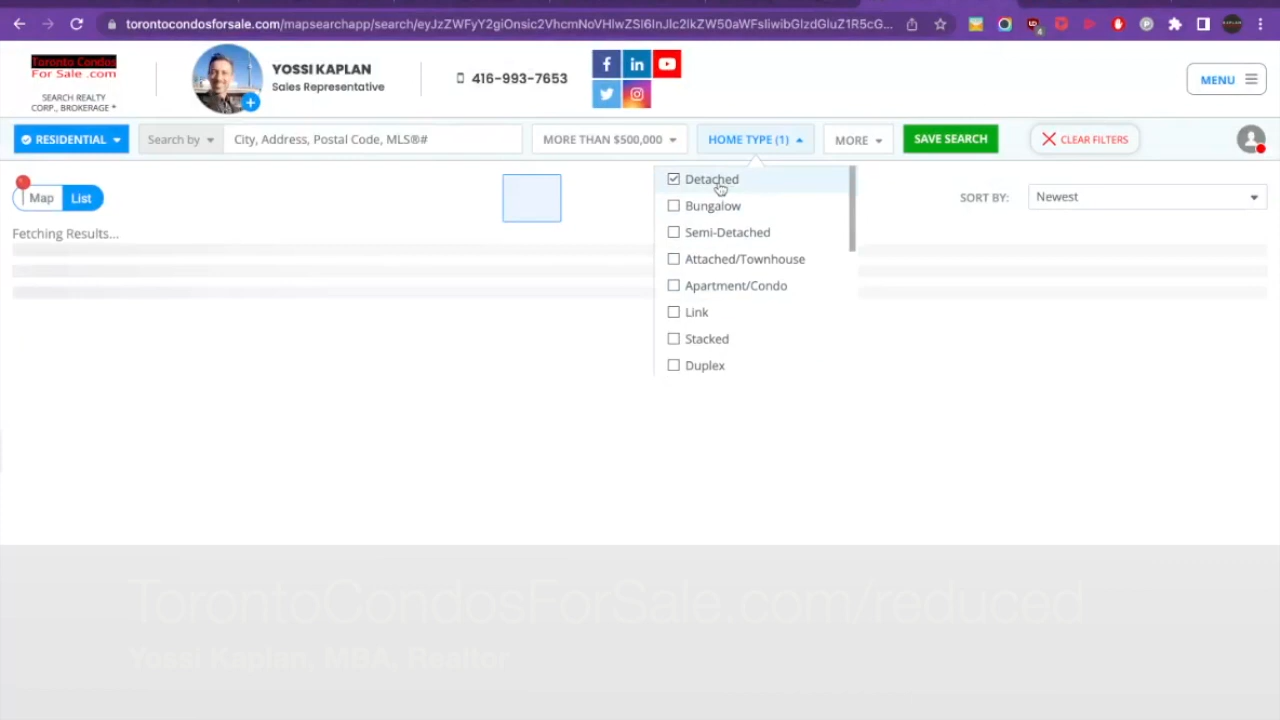 torontocondosforsale.com/mapsearchapp/search/eyJzZWFyY2giOnsic2VhcmNoVHlwZSI6InJlc2lkZW50aWFsIiwibGlzdGluZ1R5cG...
Toronto Condos
For Sale .com
SEARCH REALTY
CORP., BROKERAGE *
YOSSI KAPLAN
Sales Representative
416-993-7653
MENU
RESIDENTIAL
Search by
City, Address, Postal Code, MLS®#
MORE THAN $500,000
HOME TYPE (1)
MORE
SAVE SEARCH
CLEAR FILTERS
Map
List
SORT BY:
Newest
Fetching Results...
Detached
Bungalow
Semi-Detached
Attached/Townhouse
Apartment/Condo
Link
Stacked
Duplex
TorontoCondosForSale.com/reduced
Yossi Kaplan, MBA, Realtor